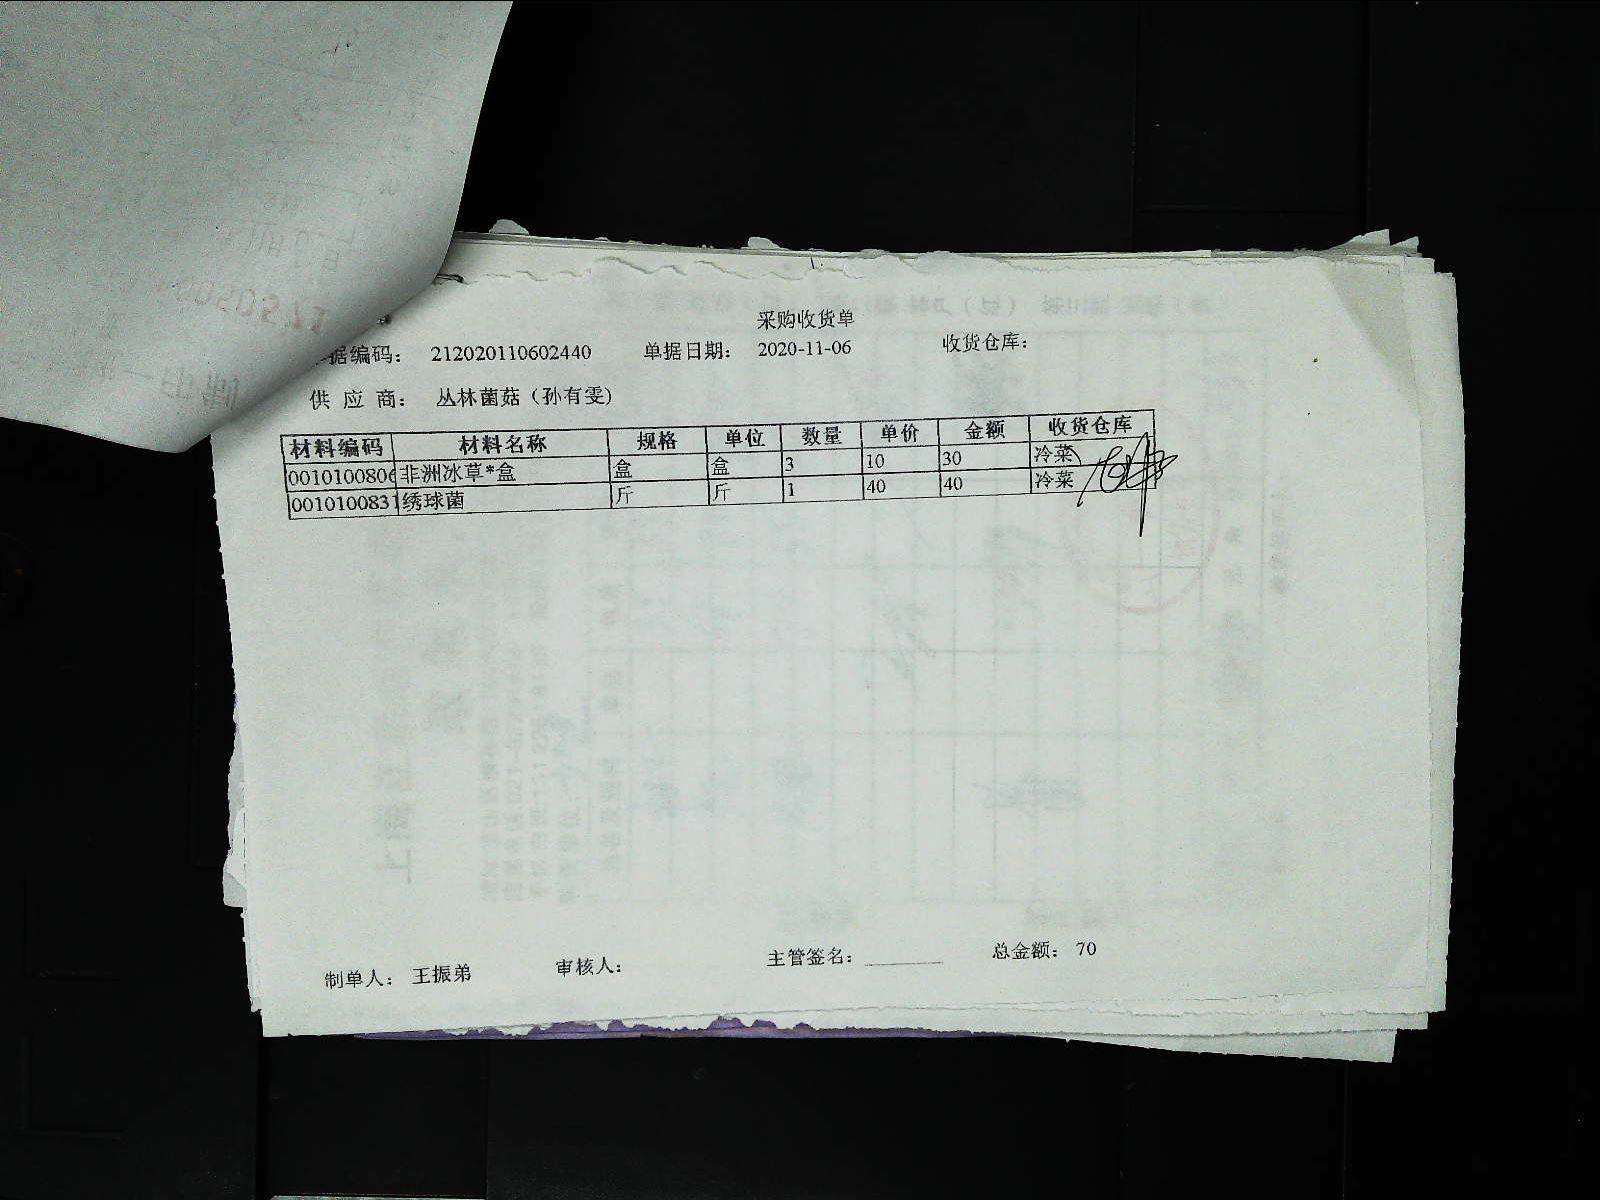 采购收货单
据编码： 212020110602440 单据日期： 2020-11-06 收货仓库：
供 应 商： 丛林菌菇（孙有雯）
材料编码 材料名称 规格 单位 数量 单价 金额 收货仓库
0010100806 非洲冰草*盒 盒 盒 3 10 30 冷菜
0010100831 绣球菌 斤 斤 1 40 40 冷菜
制单人： 王振弟 审核人： 主管签名： 总金额： 70